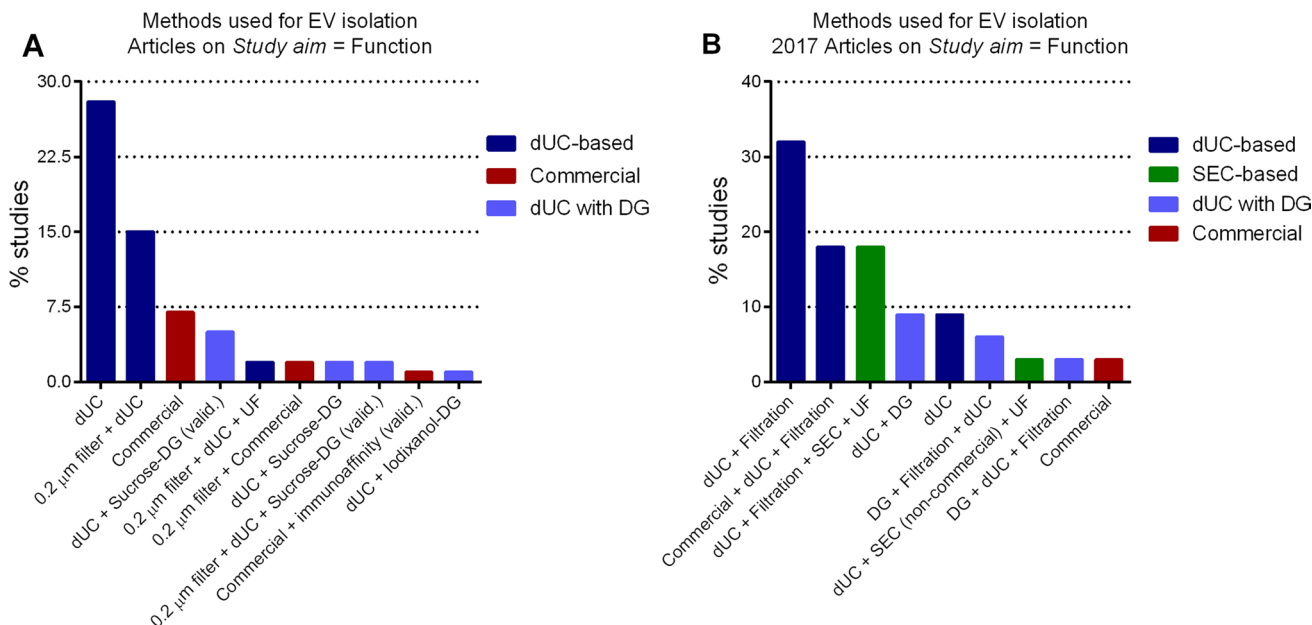 A
Methods used for EV isolation
Articles on Study aim = Function
% studies
30.0
22.5
15.0
7.5
0.0
dUC
0.2 μm filter + dUC
Commercial
dUC + Sucrose-DG (valid.)
0.2 μm filter + dUC + UF
0.2 μm filter + Commercial
dUC + Sucrose-DG
0.2 μm filter + dUC + Sucrose-DG (valid.)
Commercial + immunoaffinity (valid.)
dUC + Iodixanol-DG
dUC-based
Commercial
dUC with DG
B
Methods used for EV isolation
2017 Articles on Study aim = Function
% studies
40
30
20
10
0
dUC + Filtration
Commercial + dUC + Filtration
dUC + Filtration + SEC + UF
dUC + DG
dUC
DG + Filtration + dUC
dUC + SEC (non-commercial) + UF
DG + dUC + Filtration
Commercial
dUC-based
SEC-based
dUC with DG
Commercial